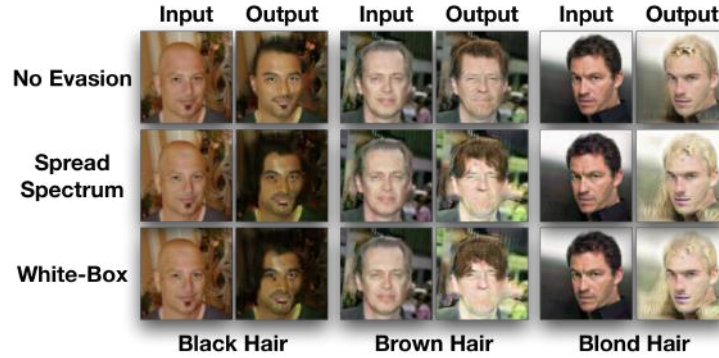 Input Output Input Output Input Output
No Evasion
Spread
Spectrum
White-Box
Black Hair Brown Hair Blond Hair